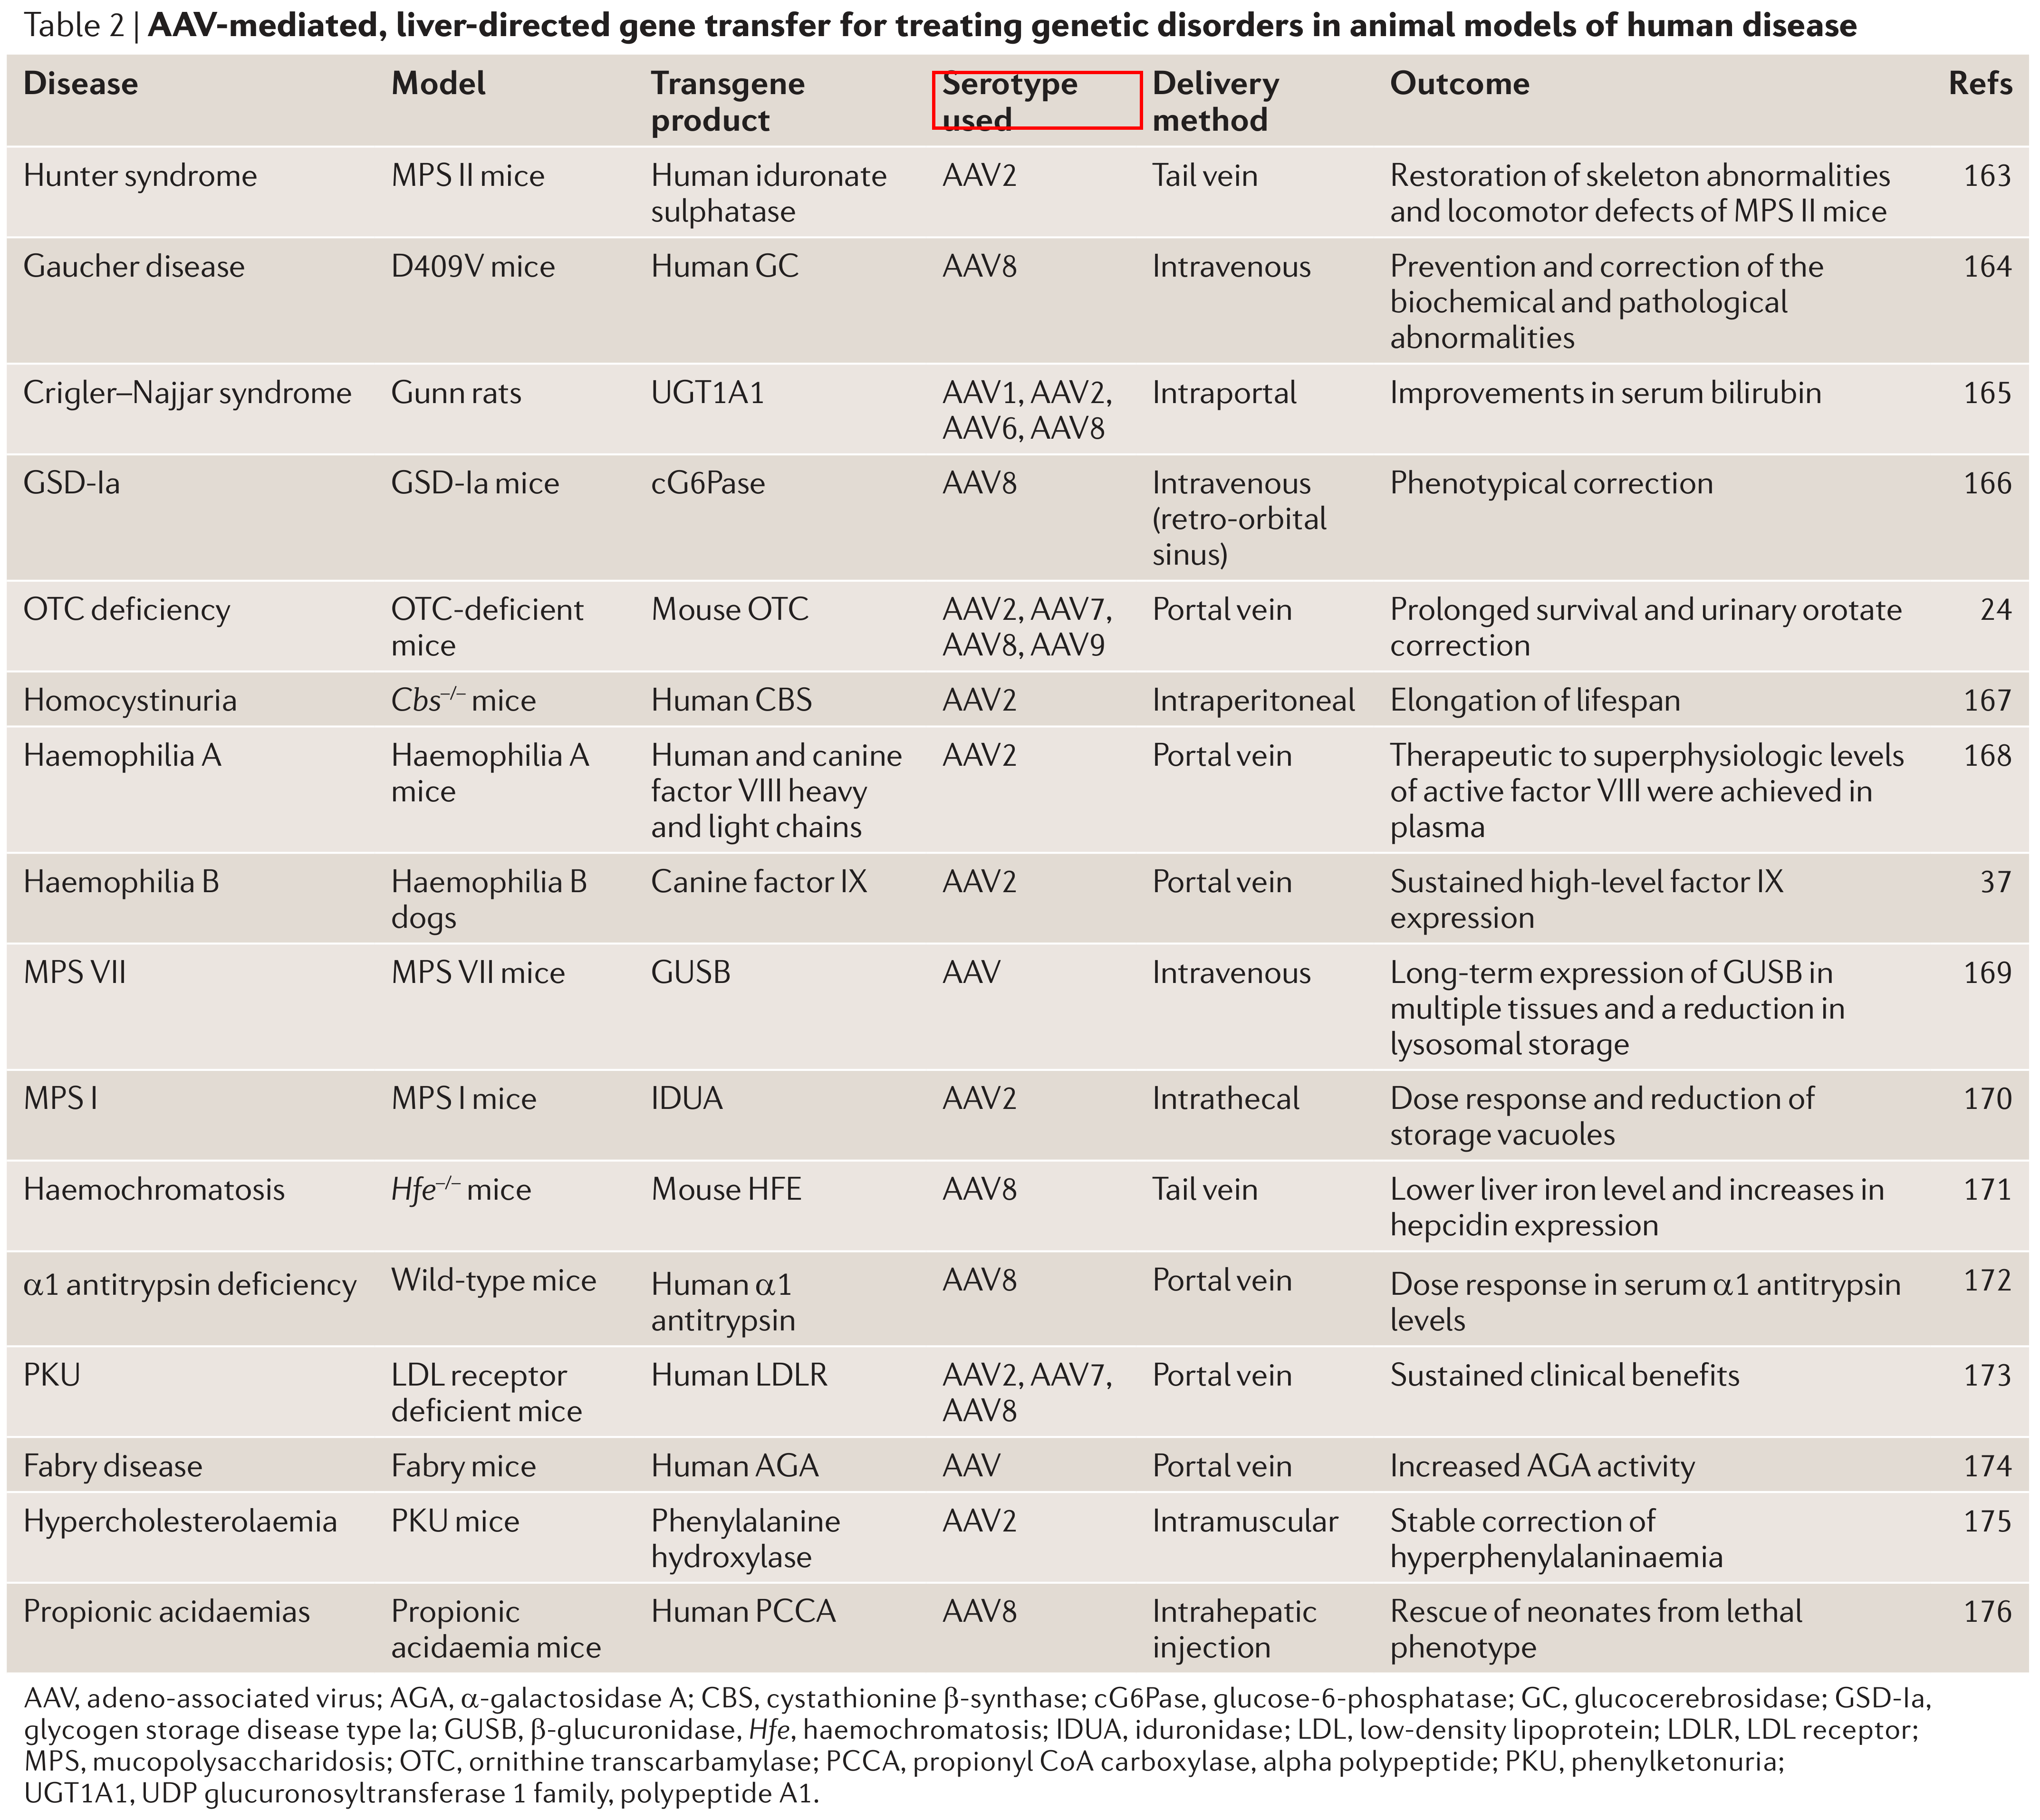 Table 2 | AAV-mediated, liver-directed gene transfer for treating genetic disorders in animal models of human disease
Disease Model Transgene product Serotype used Delivery method Outcome Refs
Hunter syndrome MPS II mice Human iduronate sulphatase AAV2 Tail vein Restoration of skeleton abnormalities and locomotor defects of MPS II mice 163
Gaucher disease D409V mice Human GC AAV8 Intravenous Prevention and correction of the biochemical and pathological abnormalities 164
Crigler–Najjar syndrome Gunn rats UGT1A1 AAV1, AAV2, AAV6, AAV8 Intraportal Improvements in serum bilirubin 165
GSD-Ia GSD-Ia mice cG6Pase AAV8 Intravenous (retro-orbital sinus) Phenotypical correction 166
OTC deficiency OTC-deficient mice Mouse OTC AAV2, AAV7, AAV8, AAV9 Portal vein Prolonged survival and urinary orotate correction 24
Homocystinuria Cbs–/– mice Human CBS AAV2 Intraperitoneal Elongation of lifespan 167
Haemophilia A Haemophilia A mice Human and canine factor VIII heavy and light chains AAV2 Portal vein Therapeutic to superphysiologic levels of active factor VIII were achieved in plasma 168
Haemophilia B Haemophilia B dogs Canine factor IX AAV2 Portal vein Sustained high-level factor IX expression 37
MPS VII MPS VII mice GUSB AAV Intravenous Long-term expression of GUSB in multiple tissues and a reduction in lysosomal storage 169
MPS I MPS I mice IDUA AAV2 Intrathecal Dose response and reduction of storage vacuoles 170
Haemochromatosis Hfe–/– mice Mouse HFE AAV8 Tail vein Lower liver iron level and increases in hepcidin expression 171
α1 antitrypsin deficiency Wild-type mice Human α1 antitrypsin AAV8 Portal vein Dose response in serum α1 antitrypsin levels 172
PKU LDL receptor deficient mice Human LDLR AAV2, AAV7, AAV8 Portal vein Sustained clinical benefits 173
Fabry disease Fabry mice Human AGA AAV Portal vein Increased AGA activity 174
Hypercholesterolaemia PKU mice Phenylalanine hydroxylase AAV2 Intramuscular Stable correction of hyperphenylalaninaemia 175
Propionic acidaemias Propionic acidaemia mice Human PCCA AAV8 Intrahepatic injection Rescue of neonates from lethal phenotype 176
AAV, adeno-associated virus; AGA, α-galactosidase A; CBS, cystathionine β-synthase; cG6Pase, glucose-6-phosphatase; GC, glucocerebrosidase; GSD-Ia,
glycogen storage disease type Ia; GUSB, β-glucuronidase, Hfe, haemochromatosis; IDUA, iduronidase; LDL, low-density lipoprotein; LDLR, LDL receptor;
MPS, mucopolysaccharidosis; OTC, ornithine transcarbamylase; PCCA, propionyl CoA carboxylase, alpha polypeptide; PKU, phenylketonuria;
UGT1A1, UDP glucuronosyltransferase 1 family, polypeptide A1.